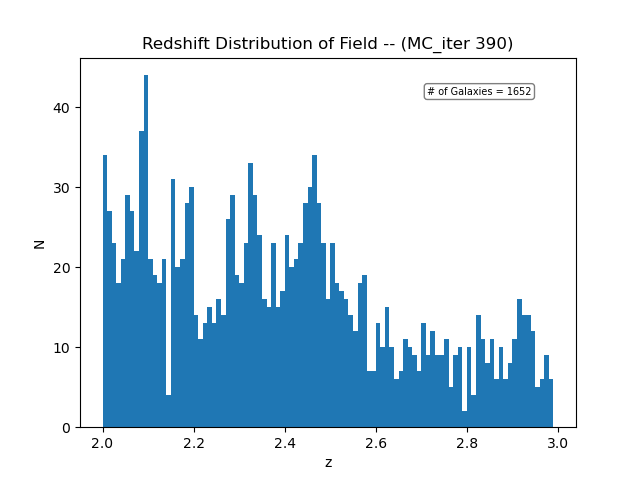 Redshift Distribution of Field -- (MC_iter 390)
# of Galaxies = 1652
40
30
20
10
0
N
2.0 2.2 2.4 2.6 2.8 3.0
z